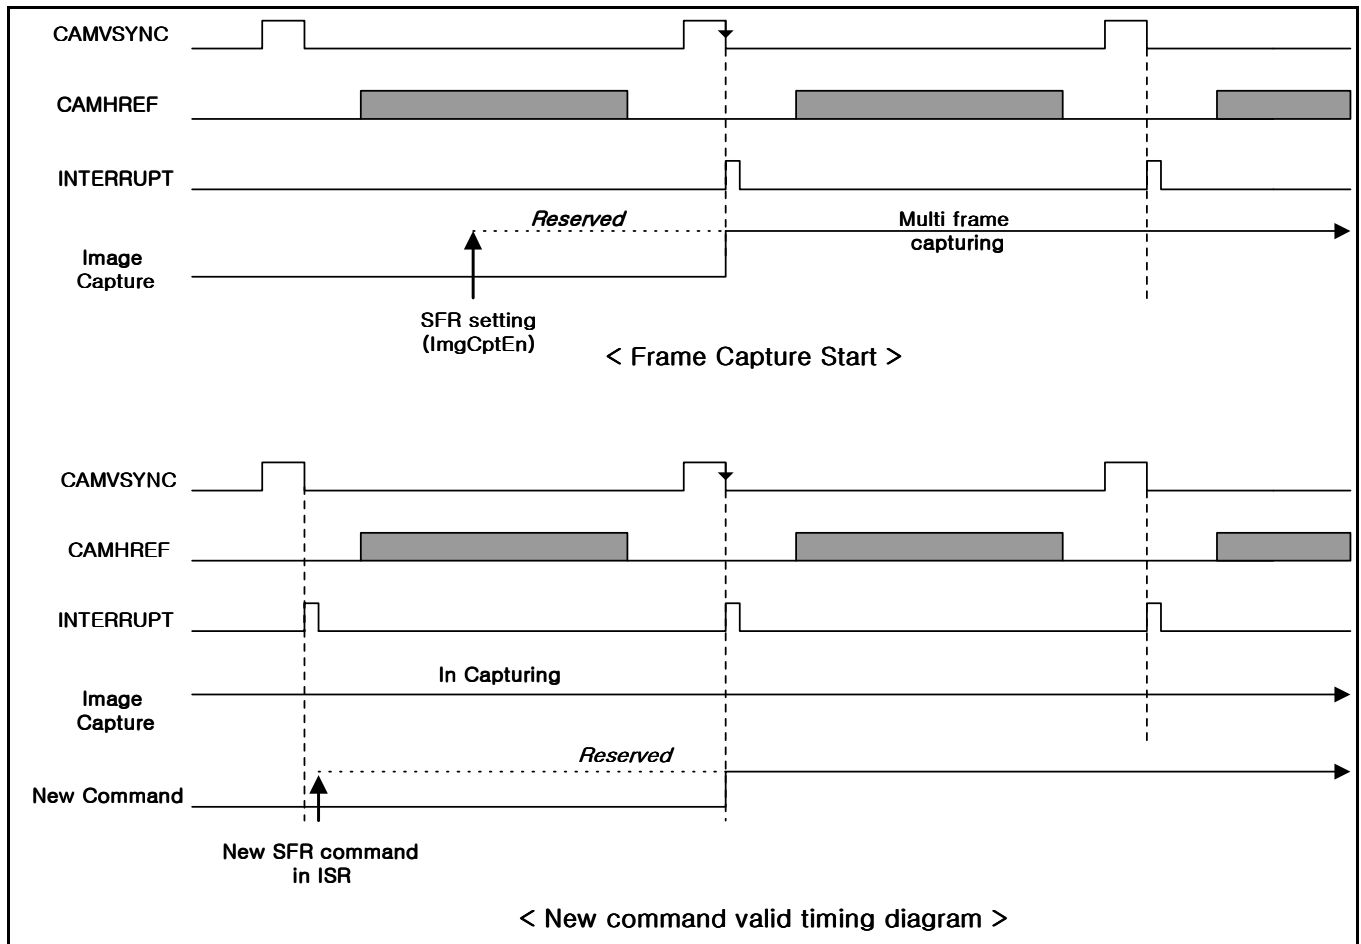 CAMVSYNC
CAMHREF
INTERRUPT
Reserved
Multi frame
capturing
Image
Capture
SFR setting
(ImgCptEn)
< Frame Capture Start >
CAMVSYNC
CAMHREF
INTERRUPT
In Capturing
Image
Capture
Reserved
New Command
New SFR command
in ISR
< New command valid timing diagram >